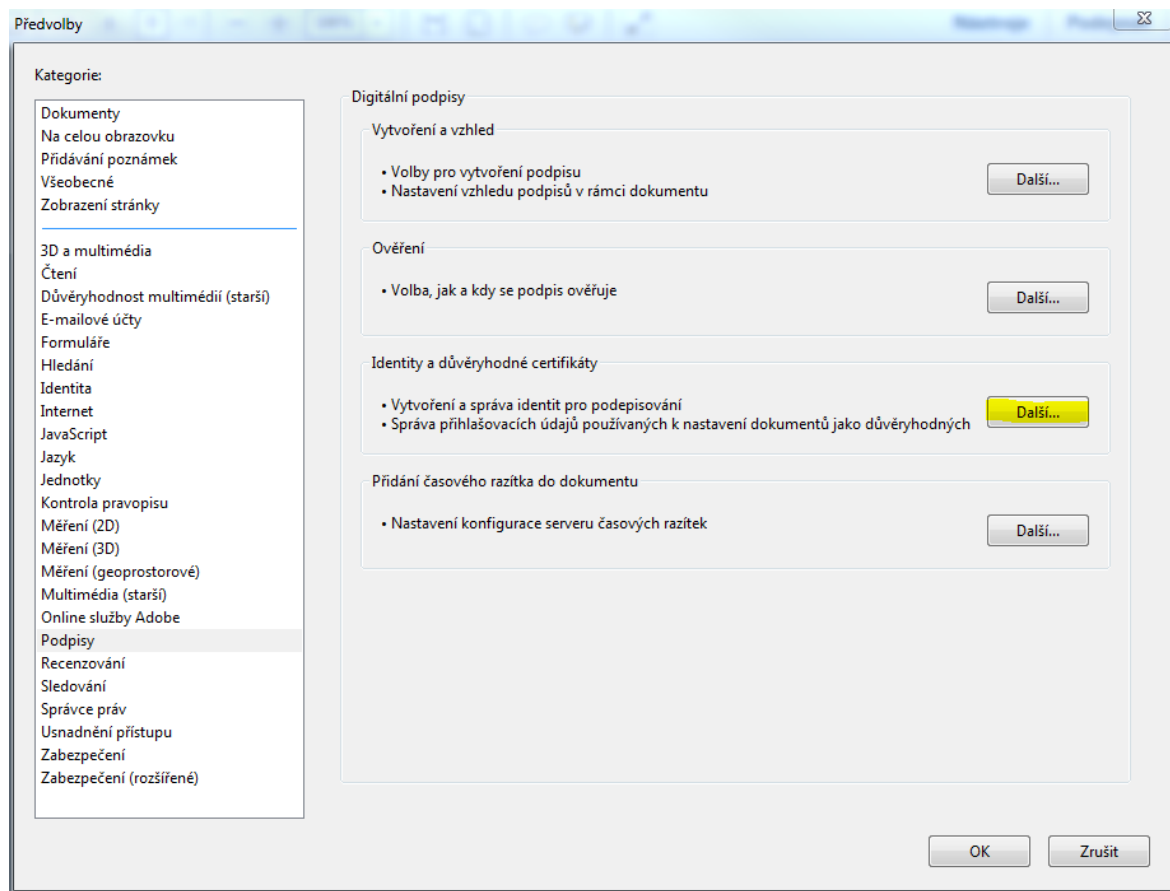 Předvolby
Kategorie:
Dokumenty
Na celou obrazovku
Přidávání poznámek
Všeobecné
Zobrazení stránky
3D a multimédia
Čtení
Důvěryhodnost multimédií (starší)
E-mailové účty
Formuláře
Hledání
Identita
Internet
JavaScript
Jazyk
Jednotky
Kontrola pravopisu
Měření (2D)
Měření (3D)
Měření (geoprostorové)
Multimédia (starší)
Online služby Adobe
Podpisy
Recenzování
Sledování
Správce práv
Usnadnění přístupu
Zabezpečení
Zabezpečení (rozšířené)
Digitální podpisy
Vytvoření a vzhled
• Volby pro vytvoření podpisu
• Nastavení vzhledu podpisů v rámci dokumentu
Další...
Ověření
• Volba, jak a kdy se podpis ověřuje
Další...
Identity a důvěryhodné certifikáty
• Vytvoření a správa identit pro podepisování
• Správa přihlašovacích údajů používaných k nastavení dokumentů jako důvěryhodných
Další...
Přidání časového razítka do dokumentu
• Nastavení konfigurace serveru časových razítek
Další...
OK
Zrušit